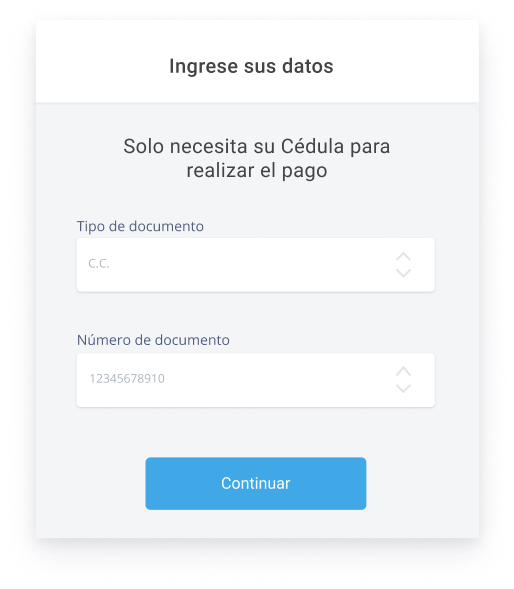 Ingrese sus datos
Solo necesita su Cédula para
realizar el pago
Tipo de documento
C.C.
Número de documento
12345678910
Continuar